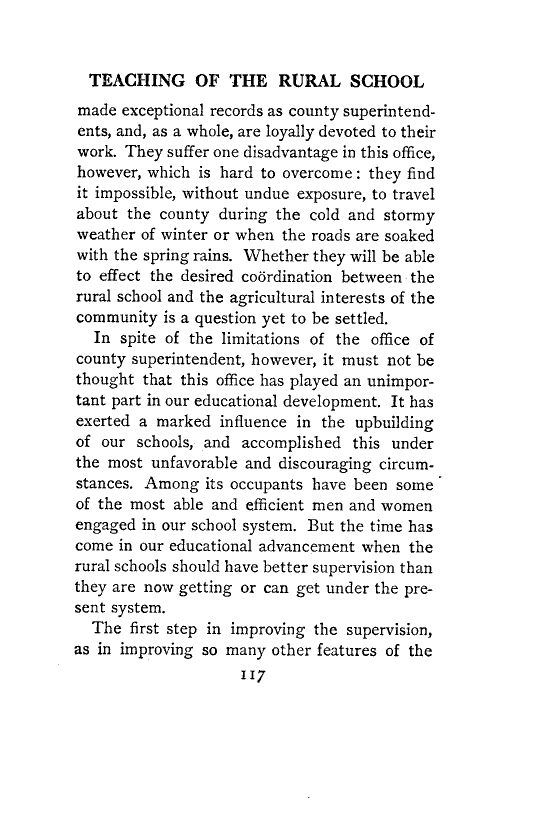 TEACHING OF THE RURAL SCHOOL
made exceptional records as county superintend-
ents, and, as a whole, are loyally devoted to their
work. They suffer one disadvantage in this office,
however, which is hard to overcome: they find
it impossible, without undue exposure, to travel
about the county during the cold and stormy
weather of winter or when the roads are soaked
with the spring rains. Whether they will be able
to effect the desired coördination between the
rural school and the agricultural interests of the
community is a question yet to be settled.
In spite of the limitations of the office of
county superintendent, however, it must not be
thought that this office has played an unimpor-
tant part in our educational development. It has
exerted a marked influence in the upbuilding
of our schools, and accomplished this under
the most unfavorable and discouraging circum-
stances. Among its occupants have been some
of the most able and efficient men and women
engaged in our school system. But the time has
come in our educational advancement when the
rural schools should have better supervision than
they are now getting or can get under the pre-
sent system.
The first step in improving the supervision,
as in improving so many other features of the
117